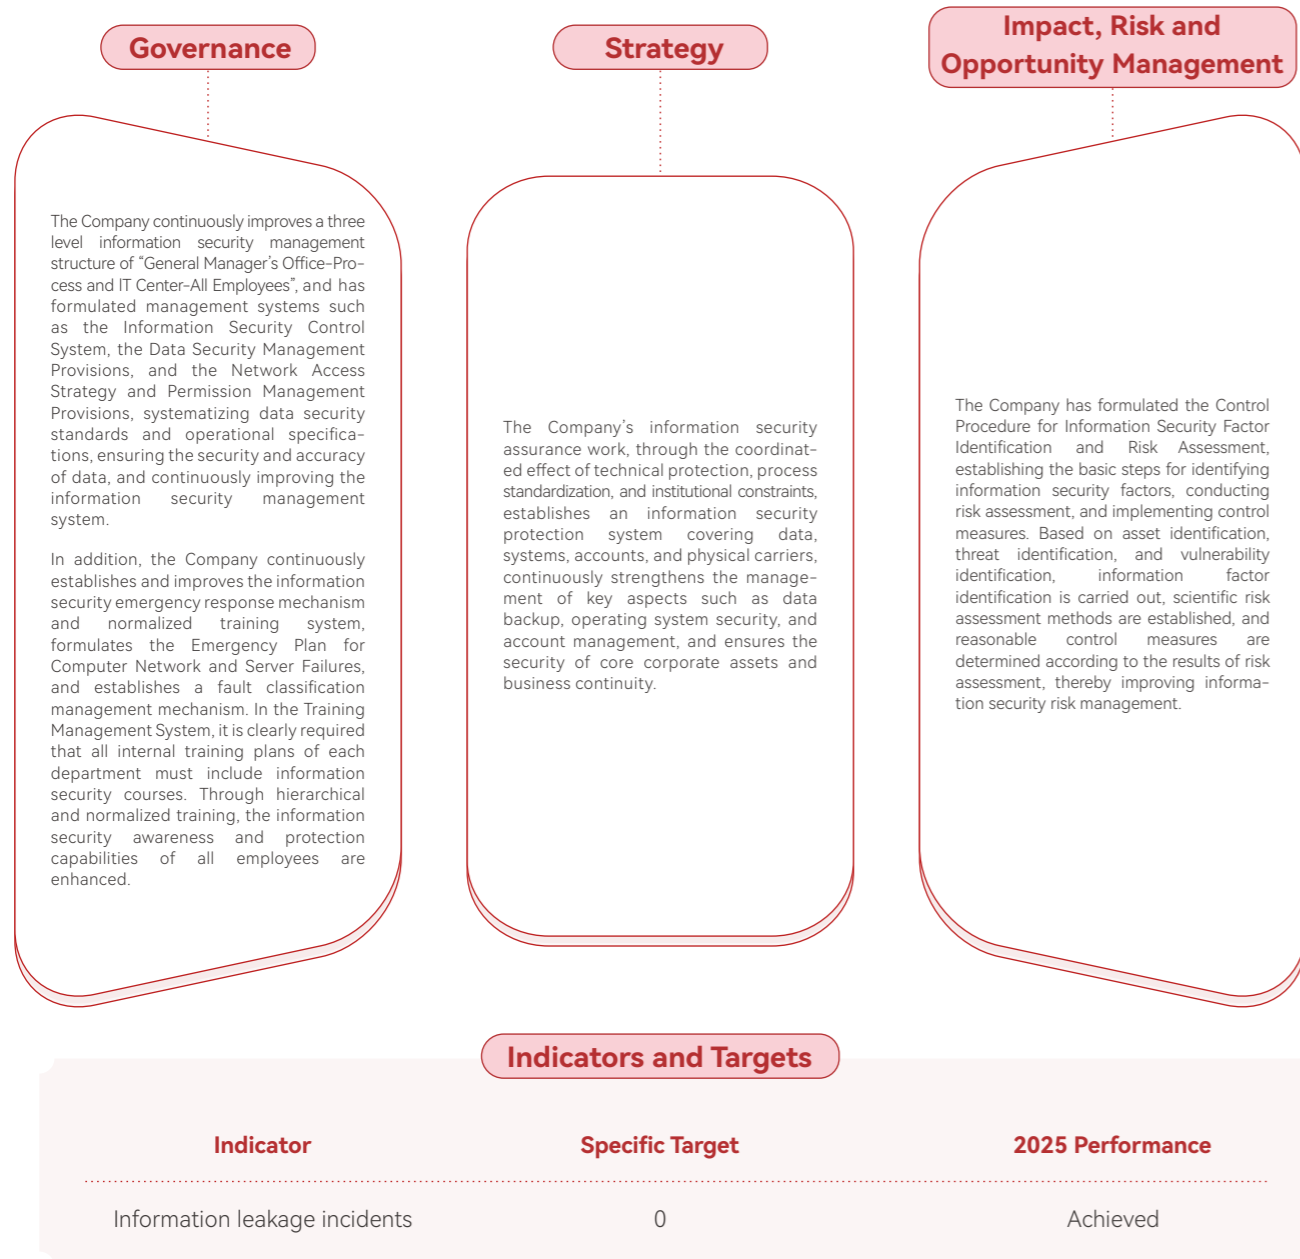 Governance
The Company continuously improves a three
level information security management
structure of “General Manager’s Office-Pro-
cess and IT Center-All Employees”, and has
formulated management systems such
as the Information Security Control
System, the Data Security Management
Provisions, and the Network Access
Strategy and Permission Management
Provisions, systematizing data security
standards and operational specifica-
tions, ensuring the security and accuracy
of data, and continuously improving the
information security management
system.
In addition, the Company continuously
establishes and improves the information
security emergency response mechanism
and normalized training system,
formulates the Emergency Plan for
Computer Network and Server Failures,
and establishes a fault classification
management mechanism. In the Training
Management System, it is clearly required
that all internal training plans of each
department must include information
security courses. Through hierarchical
and normalized training, the information
security awareness and protection
capabilities of all employees are
enhanced.
Strategy
The Company’s information security
assurance work, through the coordinat-
ed effect of technical protection, process
standardization, and institutional constraints,
establishes an information security
protection system covering data,
systems, accounts, and physical carriers,
continuously strengthens the manage-
ment of key aspects such as data
backup, operating system security, and
account management, and ensures the
security of core corporate assets and
business continuity.
Impact, Risk and
Opportunity Management
The Company has formulated the Control
Procedure for Information Security Factor
Identification and Risk Assessment,
establishing the basic steps for identifying
information security factors, conducting
risk assessment, and implementing control
measures. Based on asset identification,
threat identification, and vulnerability
identification, information factor
identification is carried out, scientific risk
assessment methods are established, and
reasonable control measures are
determined according to the results of risk
assessment, thereby improving informa-
tion security risk management.
Indicators and Targets
Indicator Specific Target 2025 Performance
Information leakage incidents 0 Achieved